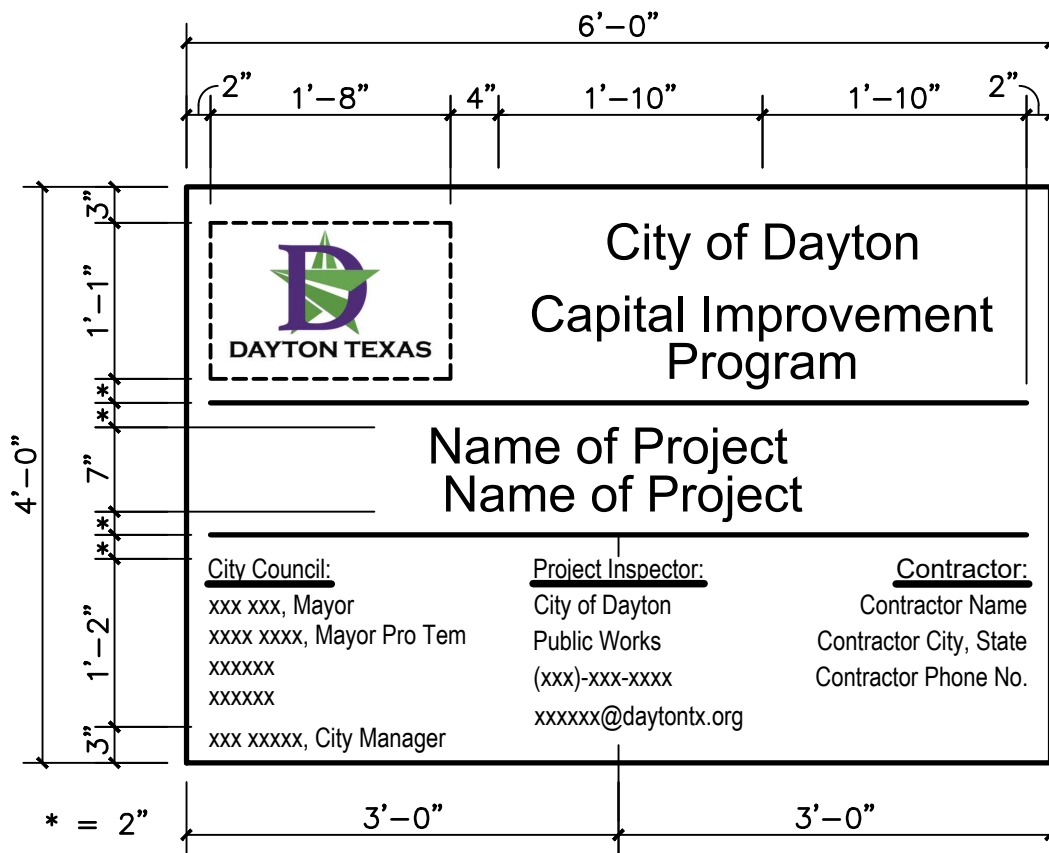 6'-0"
2" 1'-8" 4" 1'-10" 1'-10" 2"
4'-0"
3"
1'-1"
*
*
7"
*
*
1'-2"
3"
D
DAYTON TEXAS
City of Dayton
Capital Improvement
Program
Name of Project
Name of Project
City Council:
xxx xxx, Mayor
xxxx xxxx, Mayor Pro Tem
xxxxxx
xxxxxx
xxx xxxxx, City Manager
Project Inspector:
City of Dayton
Public Works
(xxx)-xxx-xxxx
xxxxxx@daytontx.org
Contractor:
Contractor Name
Contractor City, State
Contractor Phone No.
* = 2"
3'-0" 3'-0"